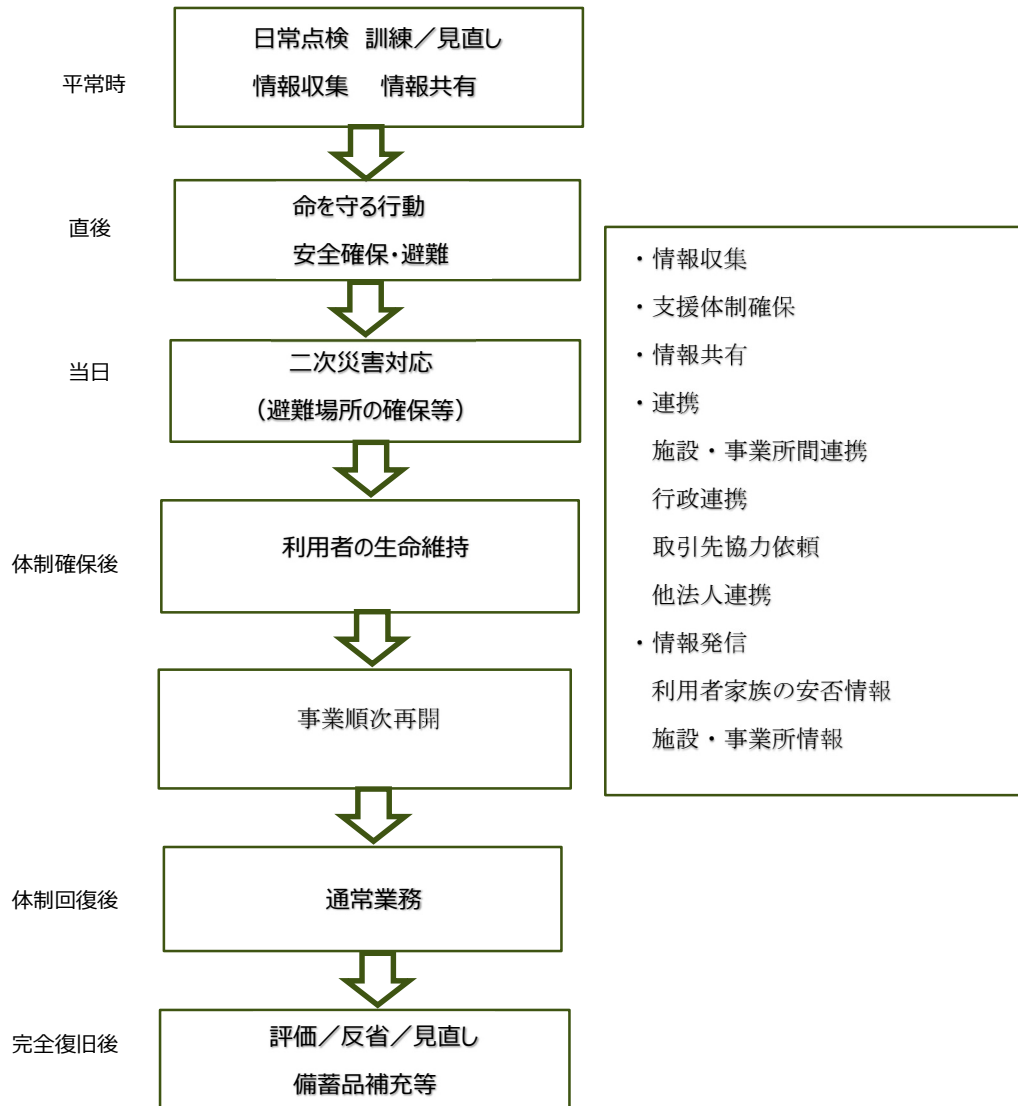 平常時
日常点検 訓練／見直し
情報収集 情報共有
直後
命を守る行動
安全確保・避難
当日
二次災害対応
（避難場所の確保等）
体制確保後
利用者の生命維持
事業順次再開
体制回復後
通常業務
完全復旧後
評価／反省／見直し
備蓄品補充等
・情報収集
・支援体制確保
・情報共有
・連携
施設・事業所間連携
行政連携
取引先協力依頼
他法人連携
・情報発信
利用者家族の安否情報
施設・事業所情報